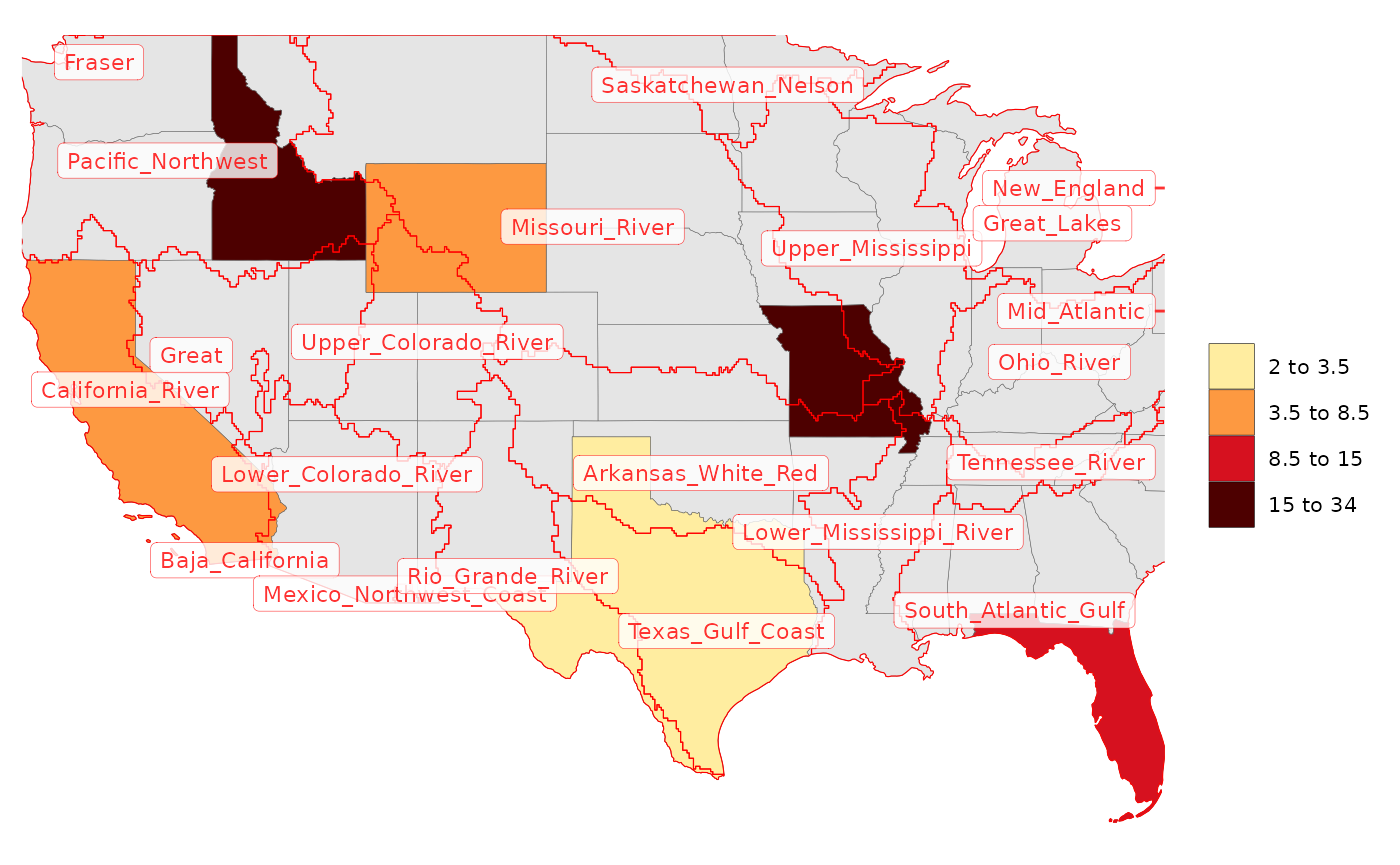 Fraser
Saskatchewan_Nelson
Pacific_Northwest
New_England
Great_Lakes
Missouri_River
Upper_Mississippi
Mid_Atlantic
Upper_Colorado_River
Great
Ohio_River
California_River
Tennessee_River
Lower_Colorado_River
Arkansas_White_Red
Lower_Mississippi_River
Baja_California
Rio_Grande_River
Mexico_Northwest_Coast
South_Atlantic_Gulf
Texas_Gulf_Coast
2 to 3.5
3.5 to 8.5
8.5 to 15
15 to 34